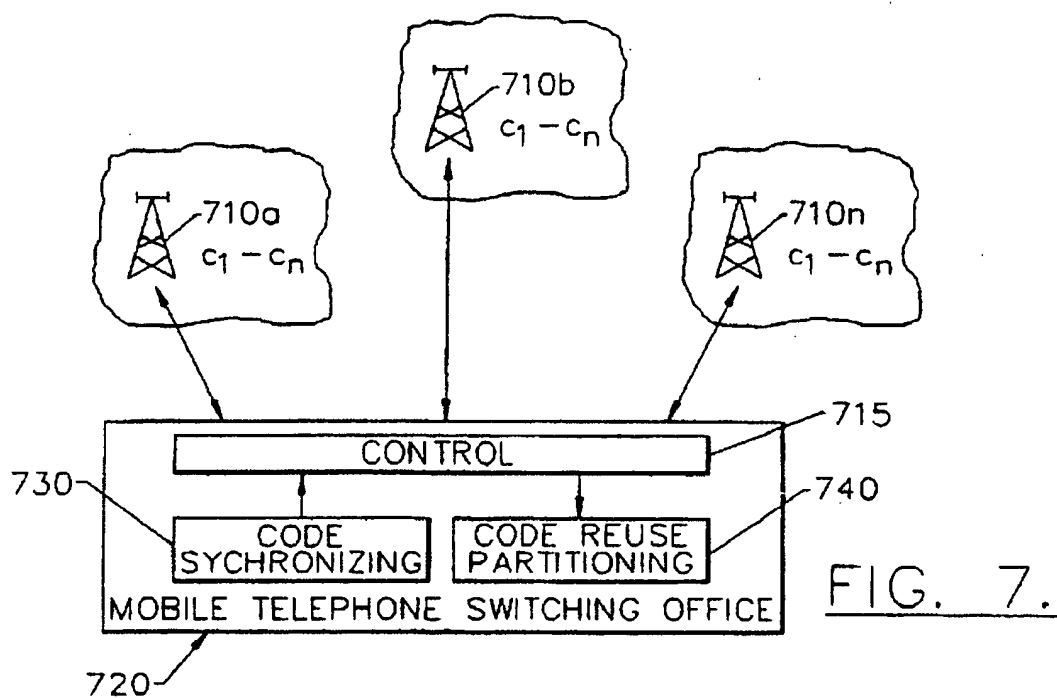 710b
c1 – cn
710a
c1 – cn
710n
c1 – cn
715
CONTROL
730
740
CODE
SYCHRONIZING
CODE REUSE
PARTITIONING
MOBILE TELEPHONE SWITCHING OFFICE
720
FIG. 7.